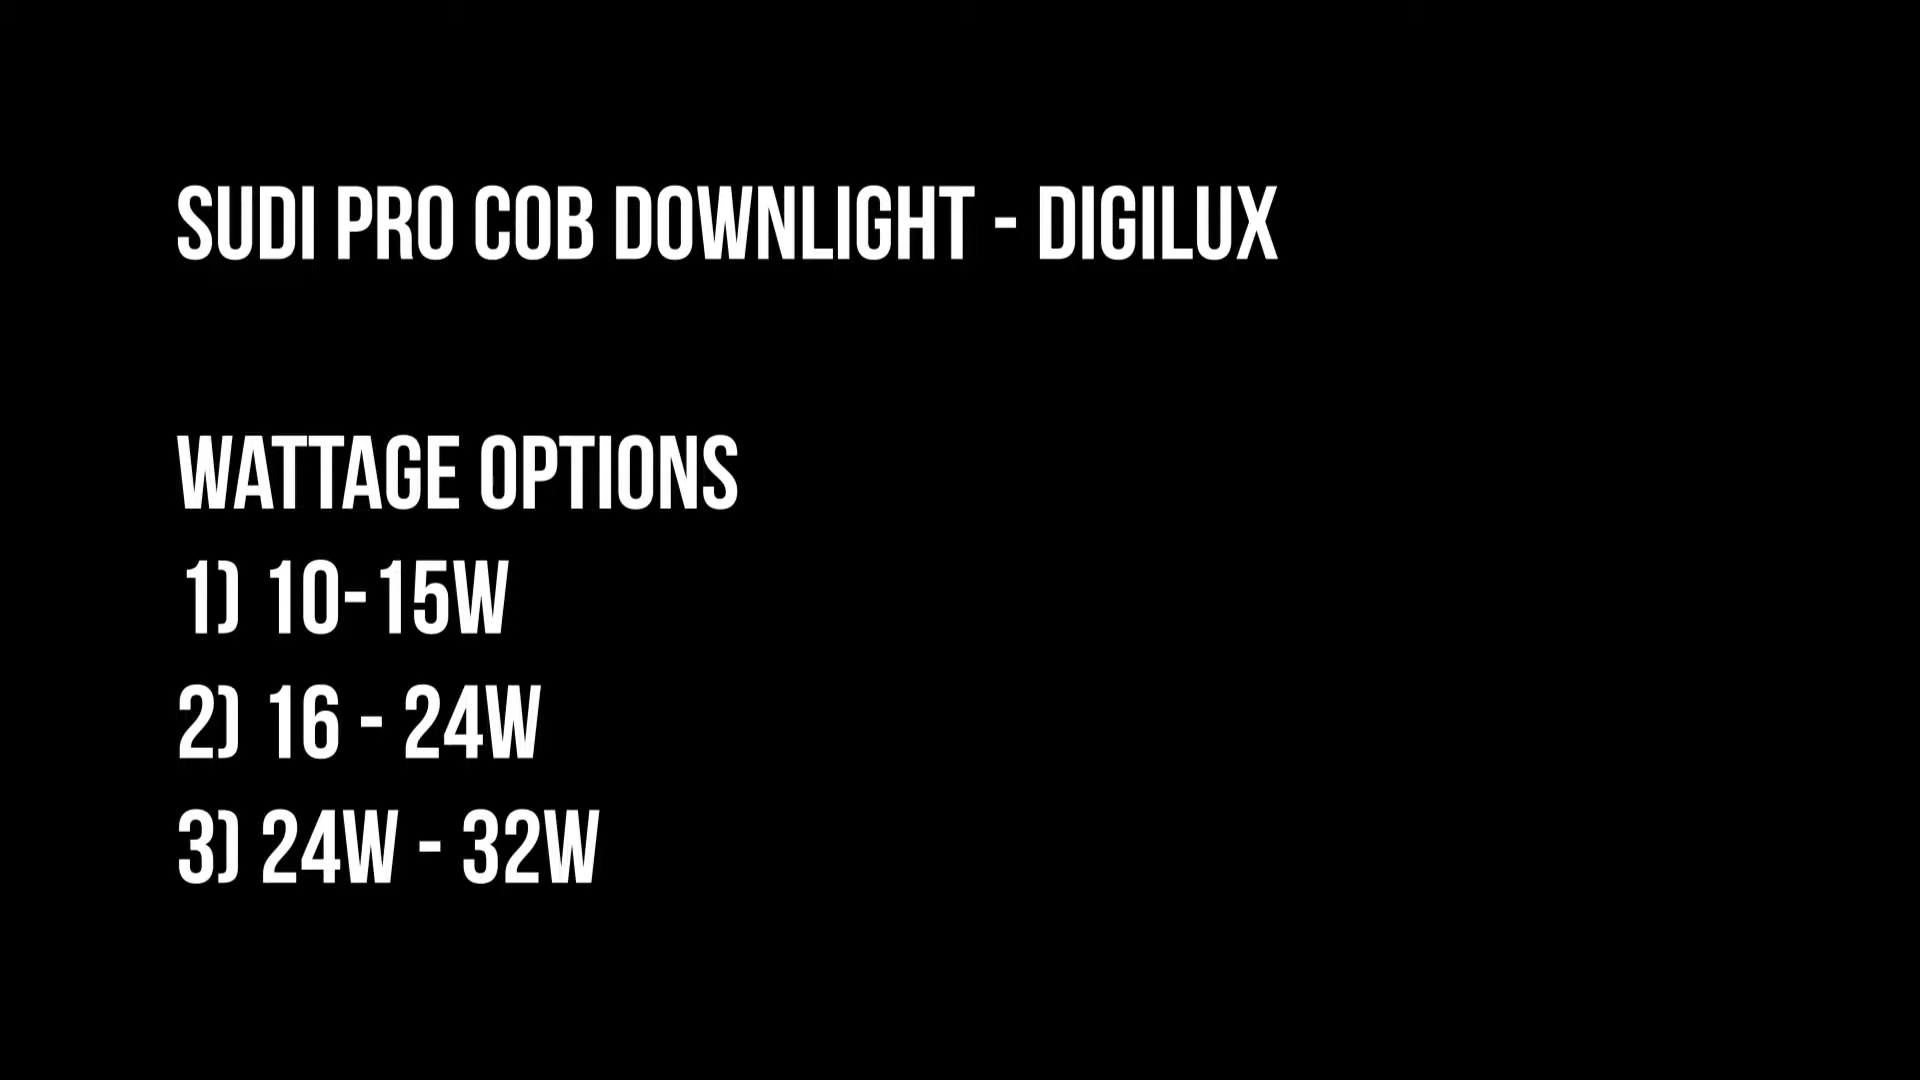 SUDI PRO COB DOWNLIGHT - DIGILUX
WATTAGE OPTIONS
1) 10-15W
2) 16 - 24W
3) 24W - 32W